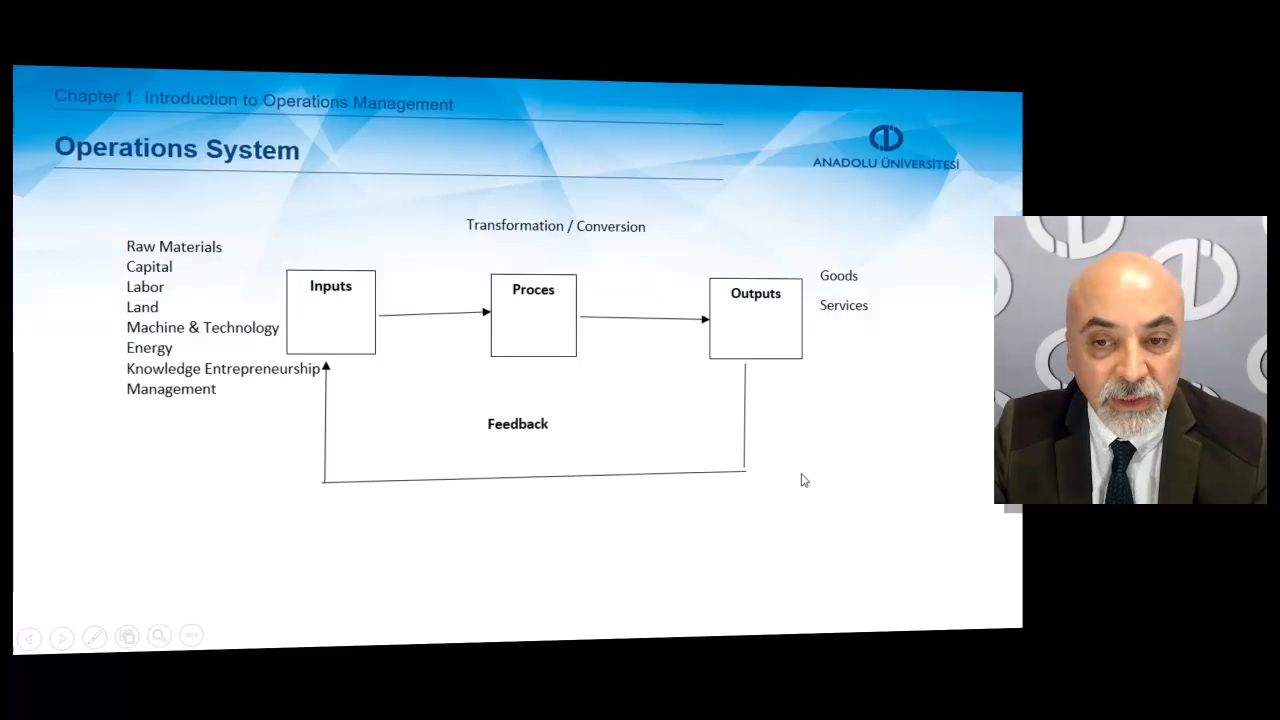 Chapter 1: Introduction to Operations Management
Operations System
ANADOLU ÜNİVERSİTESİ
Transformation / Conversion
Raw Materials
Capital
Labor
Land
Machine & Technology
Energy
Knowledge Entrepreneurship
Management
Inputs
Proces
Outputs
Goods
Services
Feedback